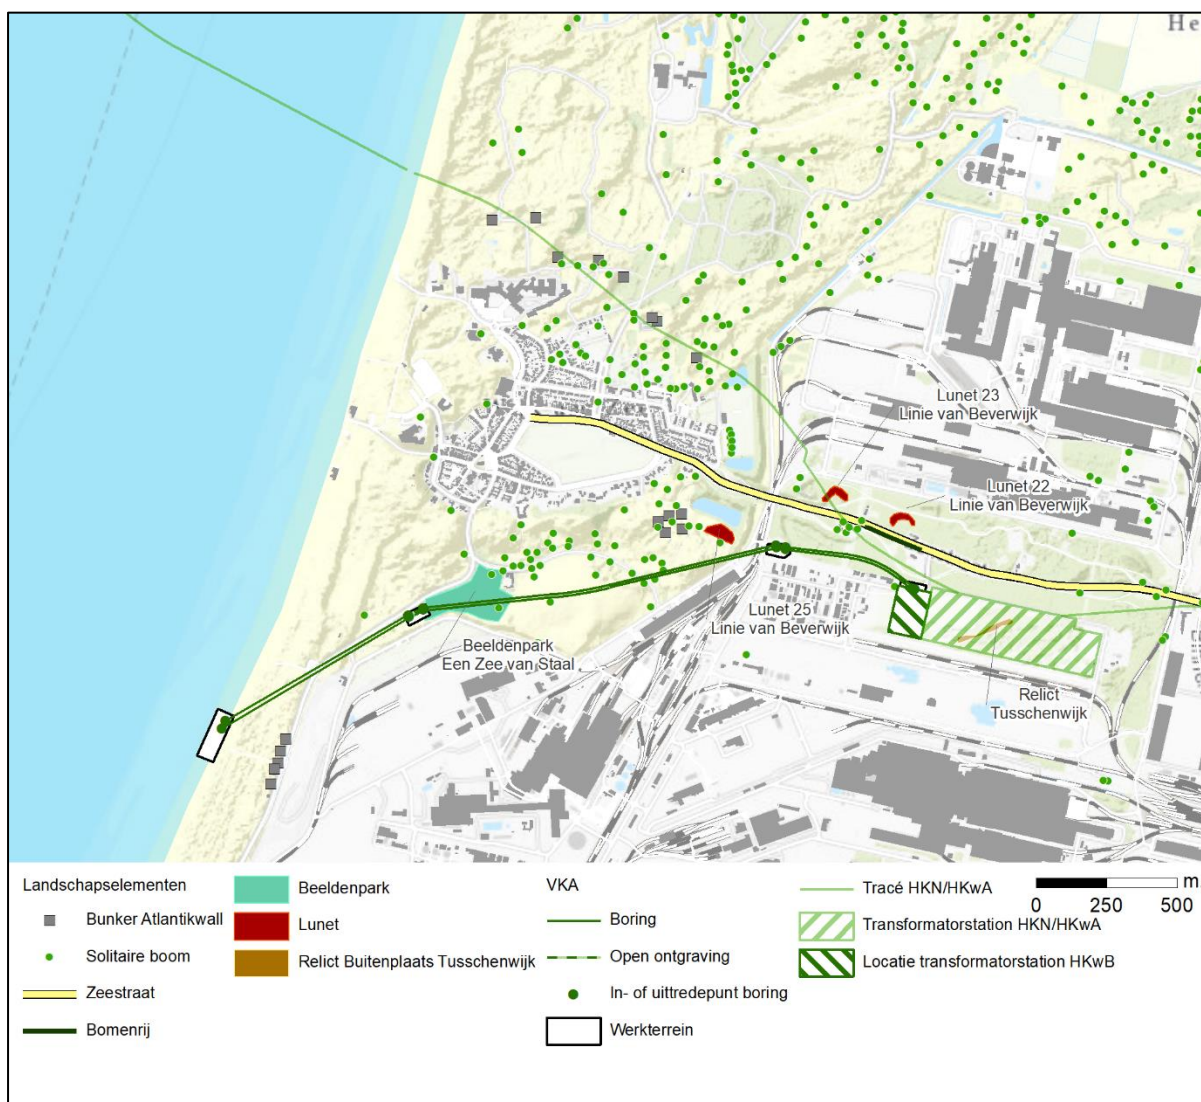 He
Lunet 23
Linie van Beverwijk
Lunet 22
Linie van Beverwijk
Lunet 25
Linie van Beverwijk
Beeldenpark
Een Zee van Staal
Relict
Tusschenwijk
Landschapselementen
Bunker Atlantikwall
Solitaire boom
Zeestraat
Bomenrij
Beeldenpark
Lunet
Relict Buitenplaats Tusschenwijk
VKA
Boring
Open ontgraving
In- of uittredepunt boring
Werkterrein
Tracé HKN/HKwA
Transformatorstation HKN/HKwA
Locatie transformatorstation HKwB
m
0 250 500